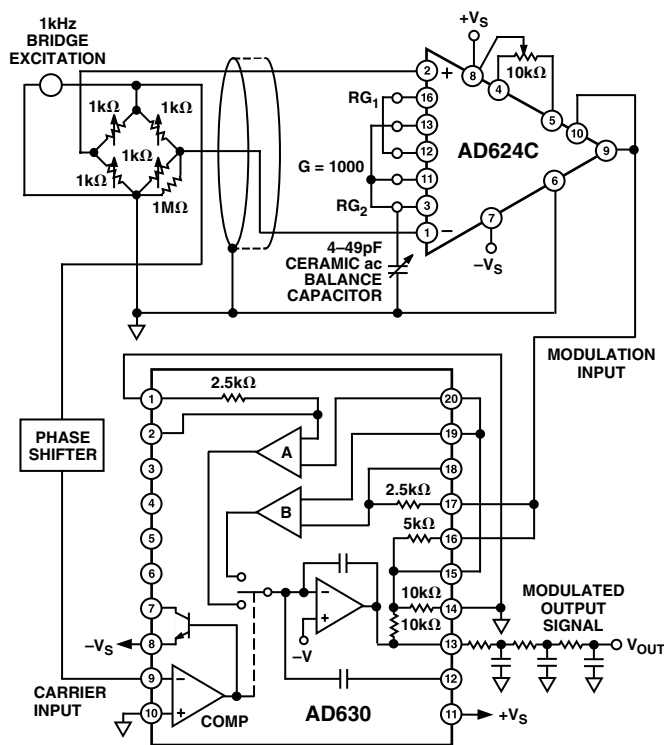 1kHz
BRIDGE
EXCITATION
1kΩ
1kΩ
1kΩ
1kΩ
1MΩ
+VS
10kΩ
2
+
8
4
5
10
9
6
7
–VS
RG1
16
13
12
G = 1000
11
RG2
3
1
–
AD624C
4–49pF
CERAMIC ac
BALANCE
CAPACITOR
MODULATION
INPUT
PHASE
SHIFTER
1
2.5kΩ
20
2
19
A
3
18
4
2.5kΩ
17
B
5
5kΩ
16
6
15
10kΩ
14
7
10kΩ
13
–
+
–V
–VS
8
12
CARRIER
INPUT
9
–
10
+
COMP
AD630
11
+VS
MODULATED
OUTPUT
SIGNAL
VOUT